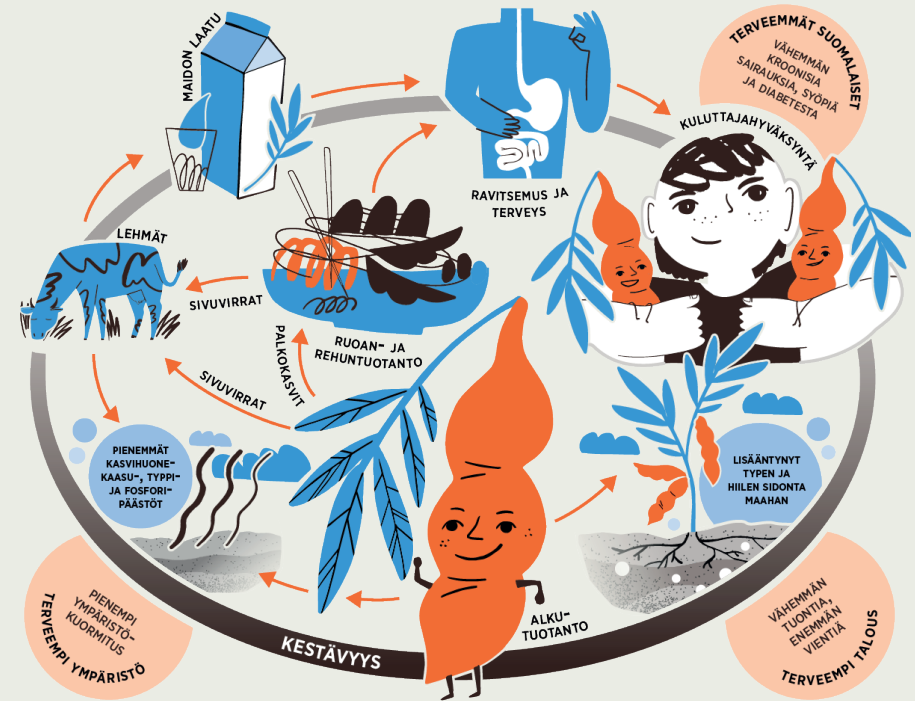 MAIDON LAATU
TERVEEMMÄT SUOMALAISET
VÄHEMMÄN
KROONISIA
SAIRAUKSIA, SYÖPIÄ
JA DIABETESTA
KULUTTAJAHYVÄKSYNTÄ
RAVITSEMUS JA
TERVEYS
LEHMÄT
SIVUVIRRAT
RUOAN- JA
REHUNTUOTANTO
PALKOKASVIT
SIVUVIRRAT
PIENEMMÄT
KASVIHUONE-
KAASU-, TYPPI-
JA FOSFORI-
PÄÄSTÖT
LISÄÄNTYNYT
TYPEN JA
HIILEN SIDONTA
MAAHAN
PIENEMPI
YMPÄRISTÖ-
KUORMITUS
TERVEEMPI YMPÄRISTÖ
KESTÄVYYS
ALKU-
TUOTANTO
VÄHEMMÄN
TUONTIA,
ENEMMÄN
VIENTIÄ
TERVEEMPI TALOUS